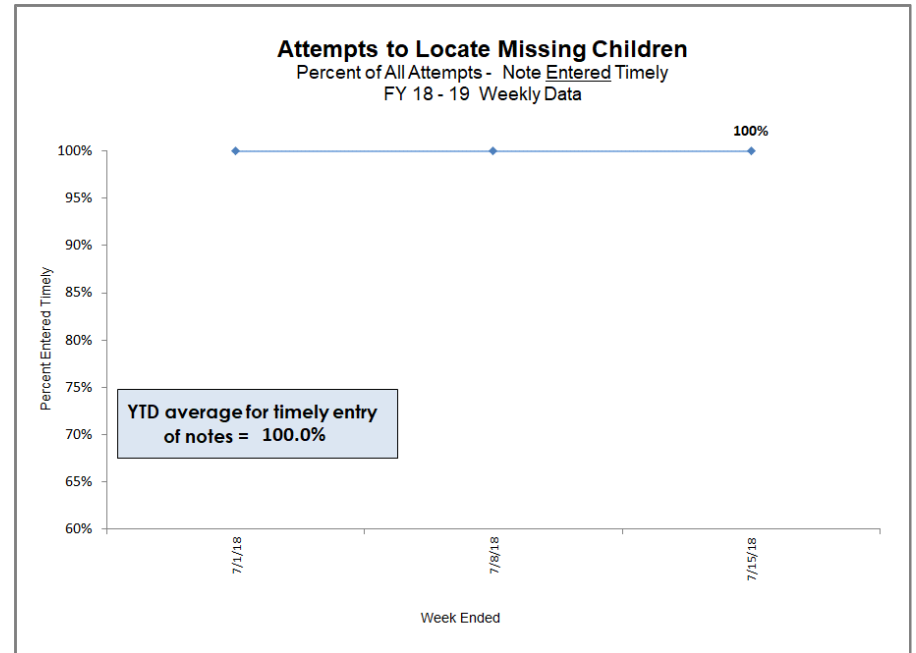 Attempts to Locate Missing Children
Percent of All Attempts - Note Entered Timely
FY 18 - 19 Weekly Data
100%
100%
95%
90%
85%
80%
75%
70%
65%
60%
Percent Entered Timely
YTD average for timely entry
of notes = 100.0%
7/1/18
7/8/18
7/15/18
Week Ended